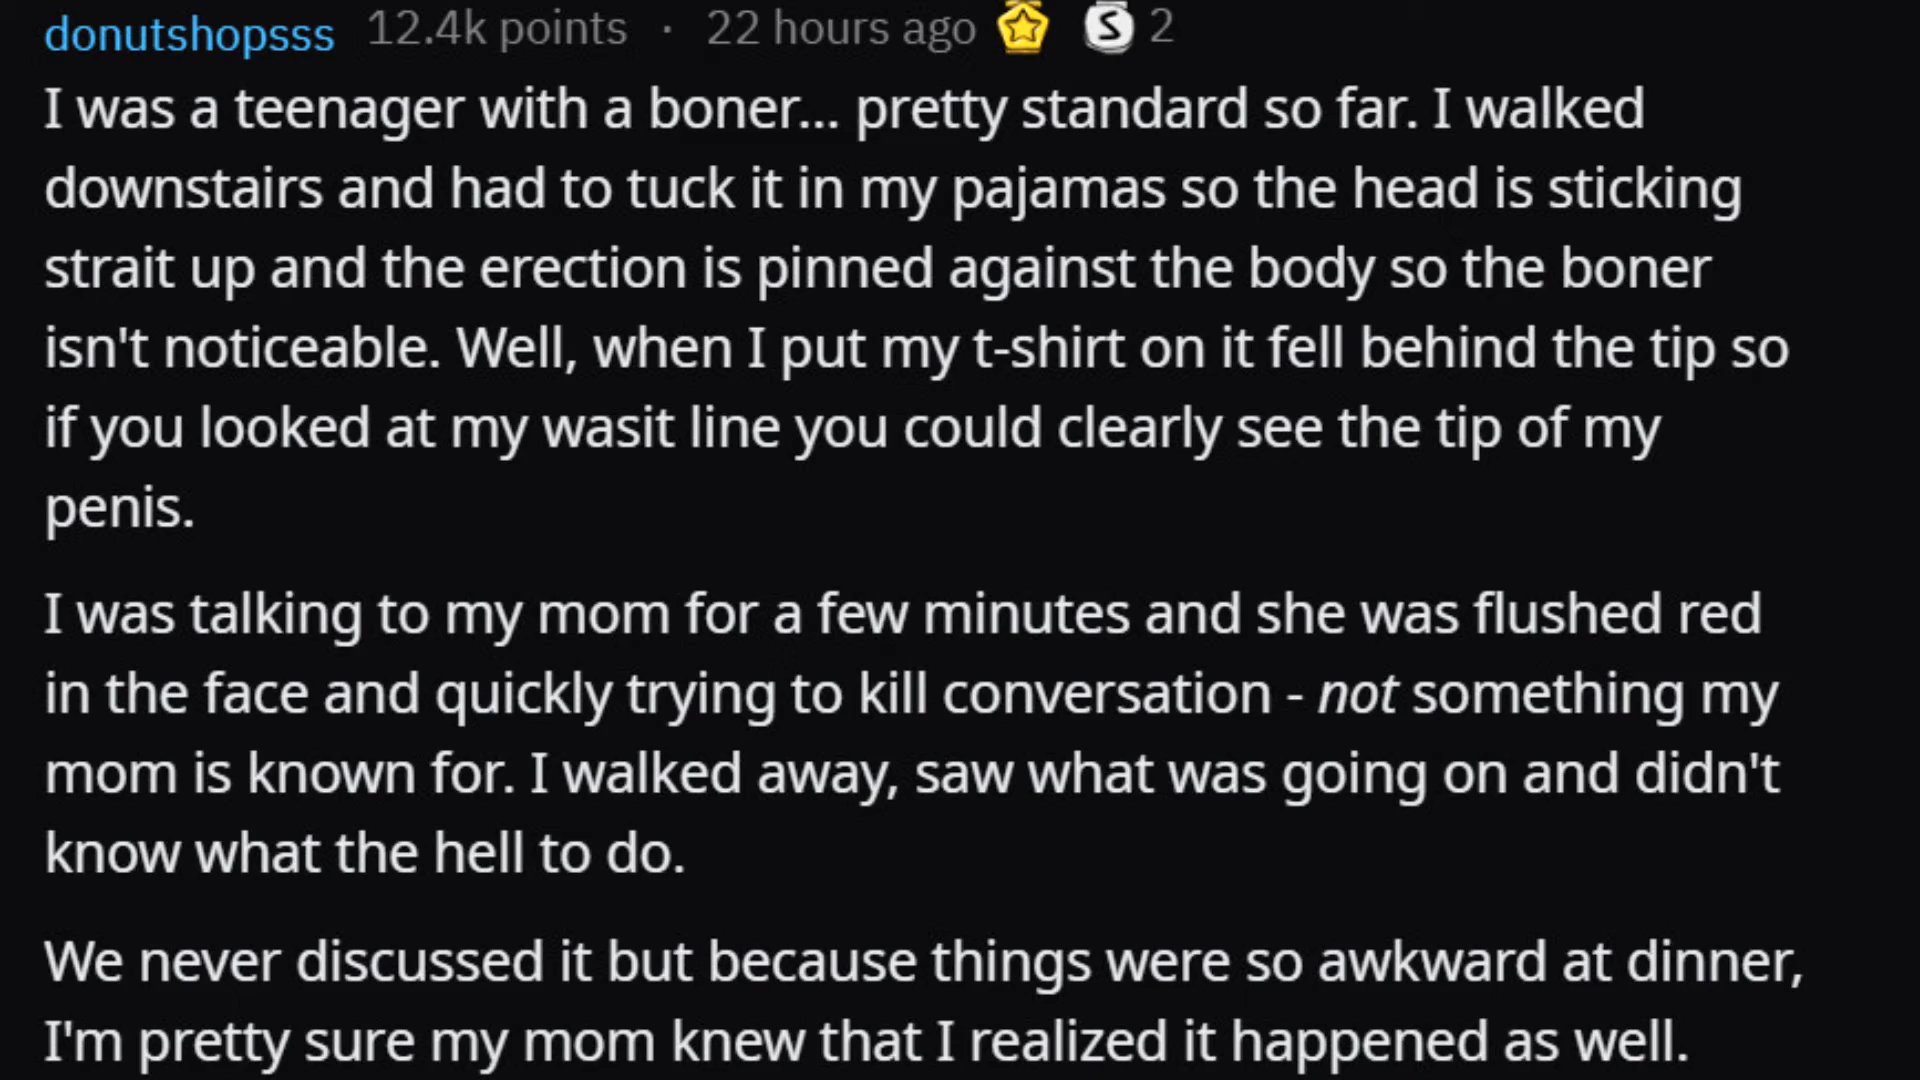 donutshopsss 12.4k points · 22 hours ago S 2
I was a teenager with a boner... pretty standard so far. I walked
downstairs and had to tuck it in my pajamas so the head is sticking
strait up and the erection is pinned against the body so the boner
isn't noticeable. Well, when I put my t-shirt on it fell behind the tip so
if you looked at my wasit line you could clearly see the tip of my
penis.
I was talking to my mom for a few minutes and she was flushed red
in the face and quickly trying to kill conversation - not something my
mom is known for. I walked away, saw what was going on and didn't
know what the hell to do.
We never discussed it but because things were so awkward at dinner,
I'm pretty sure my mom knew that I realized it happened as well.